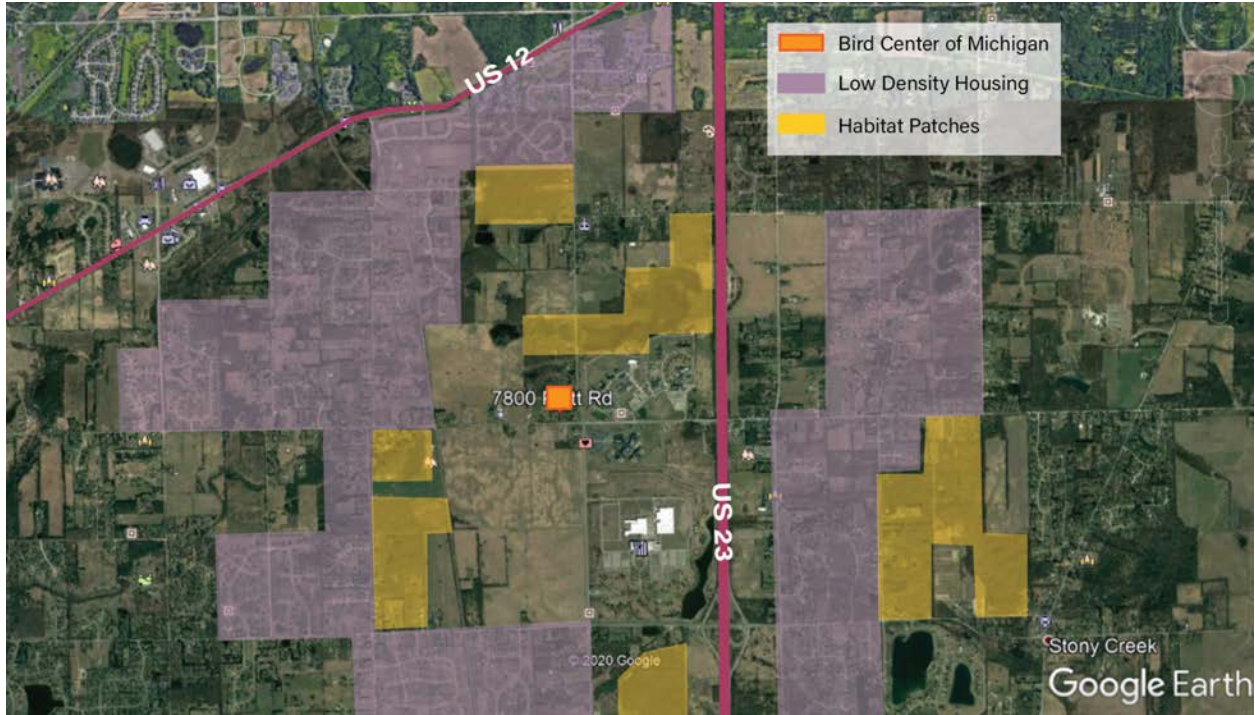 US 12
Bird Center of Michigan
Low Density Housing
Habitat Patches
7800 Platt Rd
US 23
© 2020 Google
Stony Creek
Google Earth